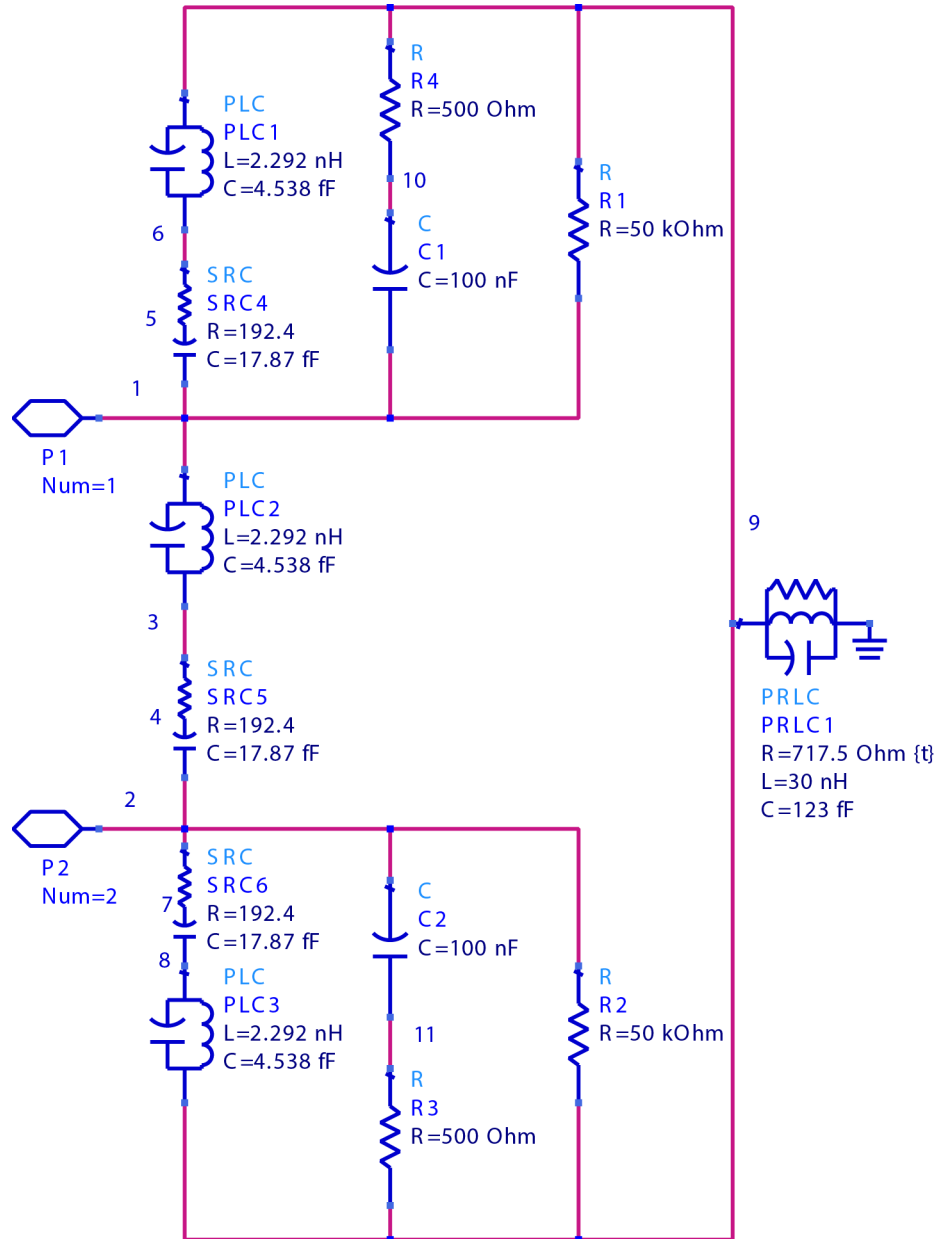 R
R4
R=500 Ohm
PLC
PLC1
L=2.292 nH
C=4.538 fF
10
R
R1
R=50 kOhm
C
C1
C=100 nF
6
SRC
SRC4
R=192.4
C=17.87 fF
5
1
P1
Num=1
PLC
PLC2
L=2.292 nH
C=4.538 fF
9
3
SRC
SRC5
R=192.4
C=17.87 fF
4
PRLC
PRLC1
R=717.5 Ohm {t}
L=30 nH
C=123 fF
2
P2
Num=2
SRC
SRC6
R=192.4
C=17.87 fF
7
C
C2
C=100 nF
8
PLC
PLC3
L=2.292 nH
C=4.538 fF
R
R2
R=50 kOhm
11
R
R3
R=500 Ohm